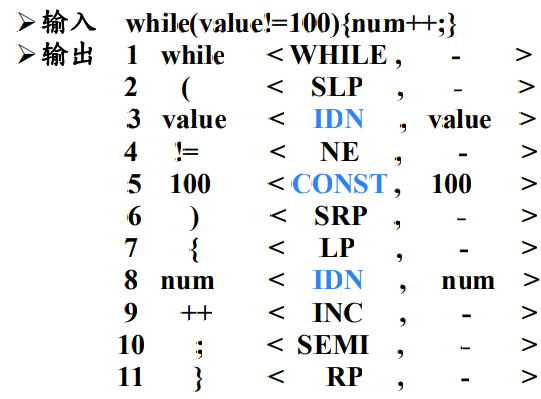 ➢输入 while(value!=100){num++;}
➢输出 1 while < WHILE , - >
2 ( < SLP , - >
3 value < IDN , value >
4 != < NE , - >
5 100 < CONST , 100 >
6 ) < SRP , - >
7 { < LP , - >
8 num < IDN , num >
9 ++ < INC , - >
10 ; < SEMI , - >
11 } < RP , - >